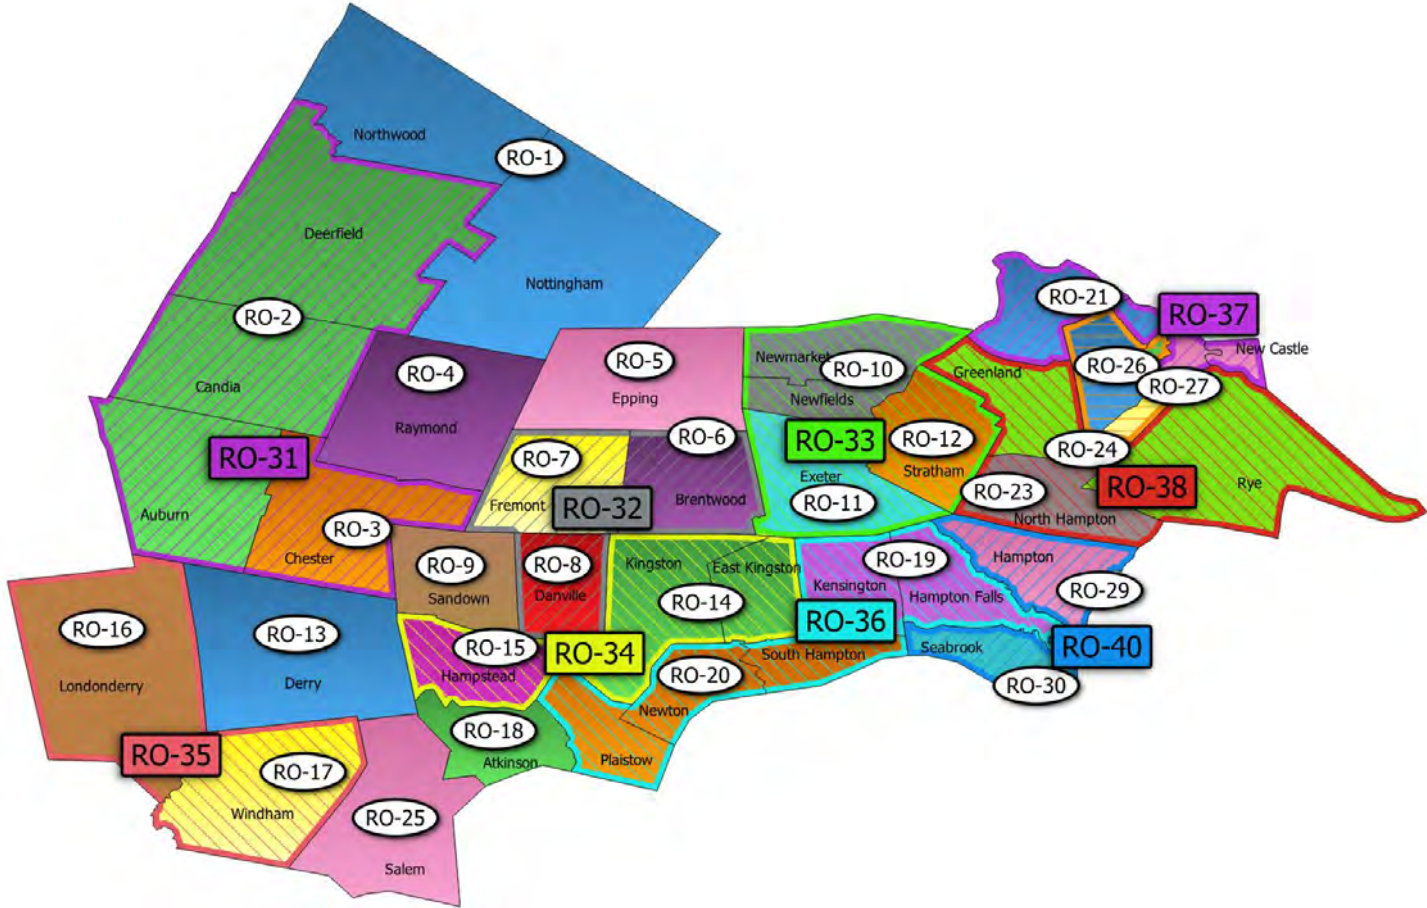 Northwood
RO-1
Deerfield
Nottingham
RO-2
RO-21
RO-37
New Castle
RO-4
RO-5
Newmarket
RO-10
Greenland
RO-26
RO-27
Candia
Epping
Newfields
Raymond
RO-6
RO-33
RO-12
RO-31
RO-7
Exeter
Stratham
RO-24
RO-23
RO-38
Rye
Fremont
RO-32
Brentwood
RO-11
Auburn
RO-3
North Hampton
Chester
RO-9
RO-8
Kingston
East Kingston
RO-19
Hampton
Kensington
Sandown
Danville
RO-14
Hampton Falls
RO-29
RO-16
RO-13
RO-36
RO-15
RO-34
South Hampton
Seabrook
RO-40
Londonderry
Derry
Hampstead
RO-20
RO-30
Newton
RO-18
RO-35
RO-17
Atkinson
Plaistow
Windham
RO-25
Salem